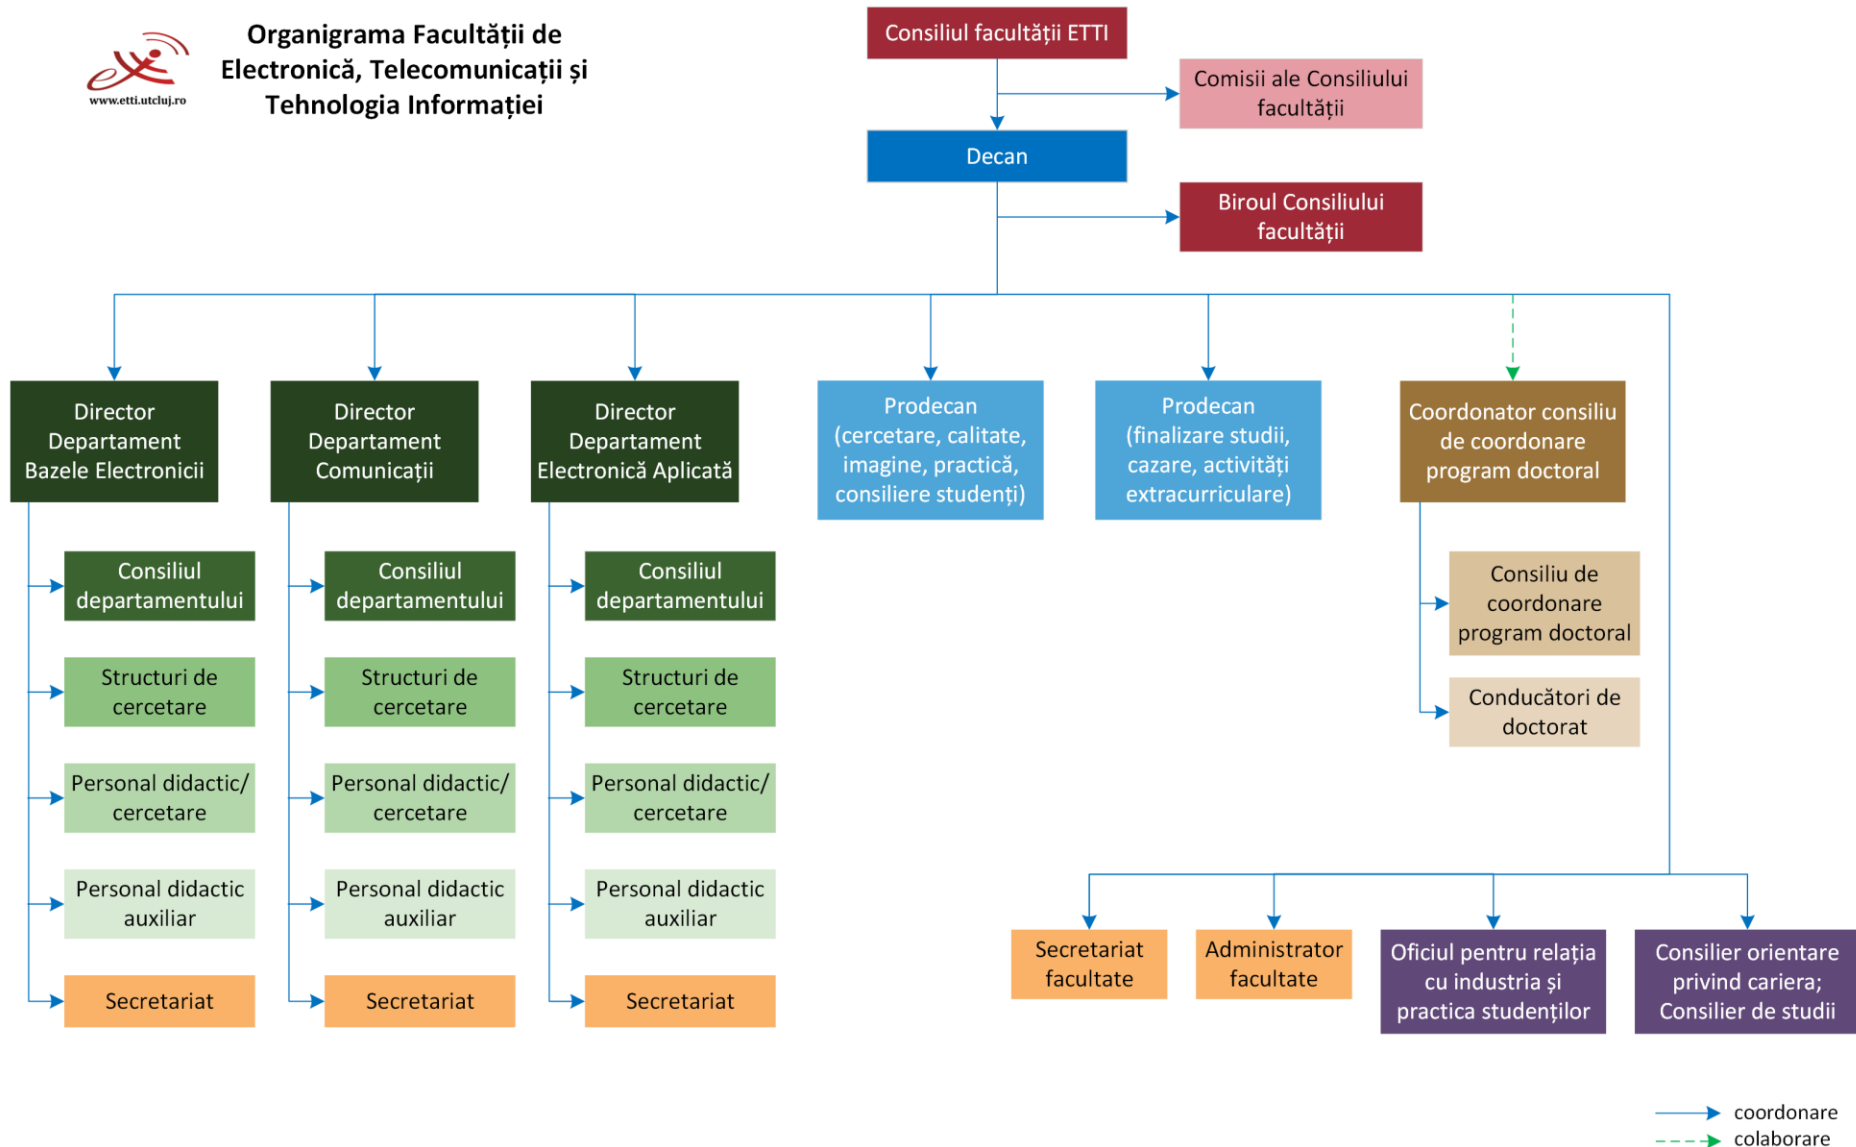 Organigrama Facultății de
Electronică, Telecomunicații și
Tehnologia Informației
www.etti.utcluj.ro
Consiliul facultății ETTI
Comisii ale Consiliului
facultății
Decan
Biroul Consiliului
facultății
Director
Departament
Bazele Electronicii
Director
Departament
Comunicații
Director
Departament
Electronică Aplicată
Prodecan
(cercetare, calitate,
imagine, practică,
consiliere studenți)
Prodecan
(finalizare studii,
cazare, activități
extracurriculare)
Coordonator consiliu
de coordonare
program doctoral
Consiliul
departamentului
Structuri de
cercetare
Personal didactic/
cercetare
Personal didactic
auxiliar
Secretariat
Consiliul
departamentului
Structuri de
cercetare
Personal didactic/
cercetare
Personal didactic
auxiliar
Secretariat
Consiliul
departamentului
Structuri de
cercetare
Personal didactic/
cercetare
Personal didactic
auxiliar
Secretariat
Consiliu de
coordonare
program doctoral
Conducători de
doctorat
Secretariat
facultate
Administrator
facultate
Oficiul pentru relația
cu industria și
practica studenților
Consilier orientare
privind cariera;
Consilier de studii
coordonare
colaborare